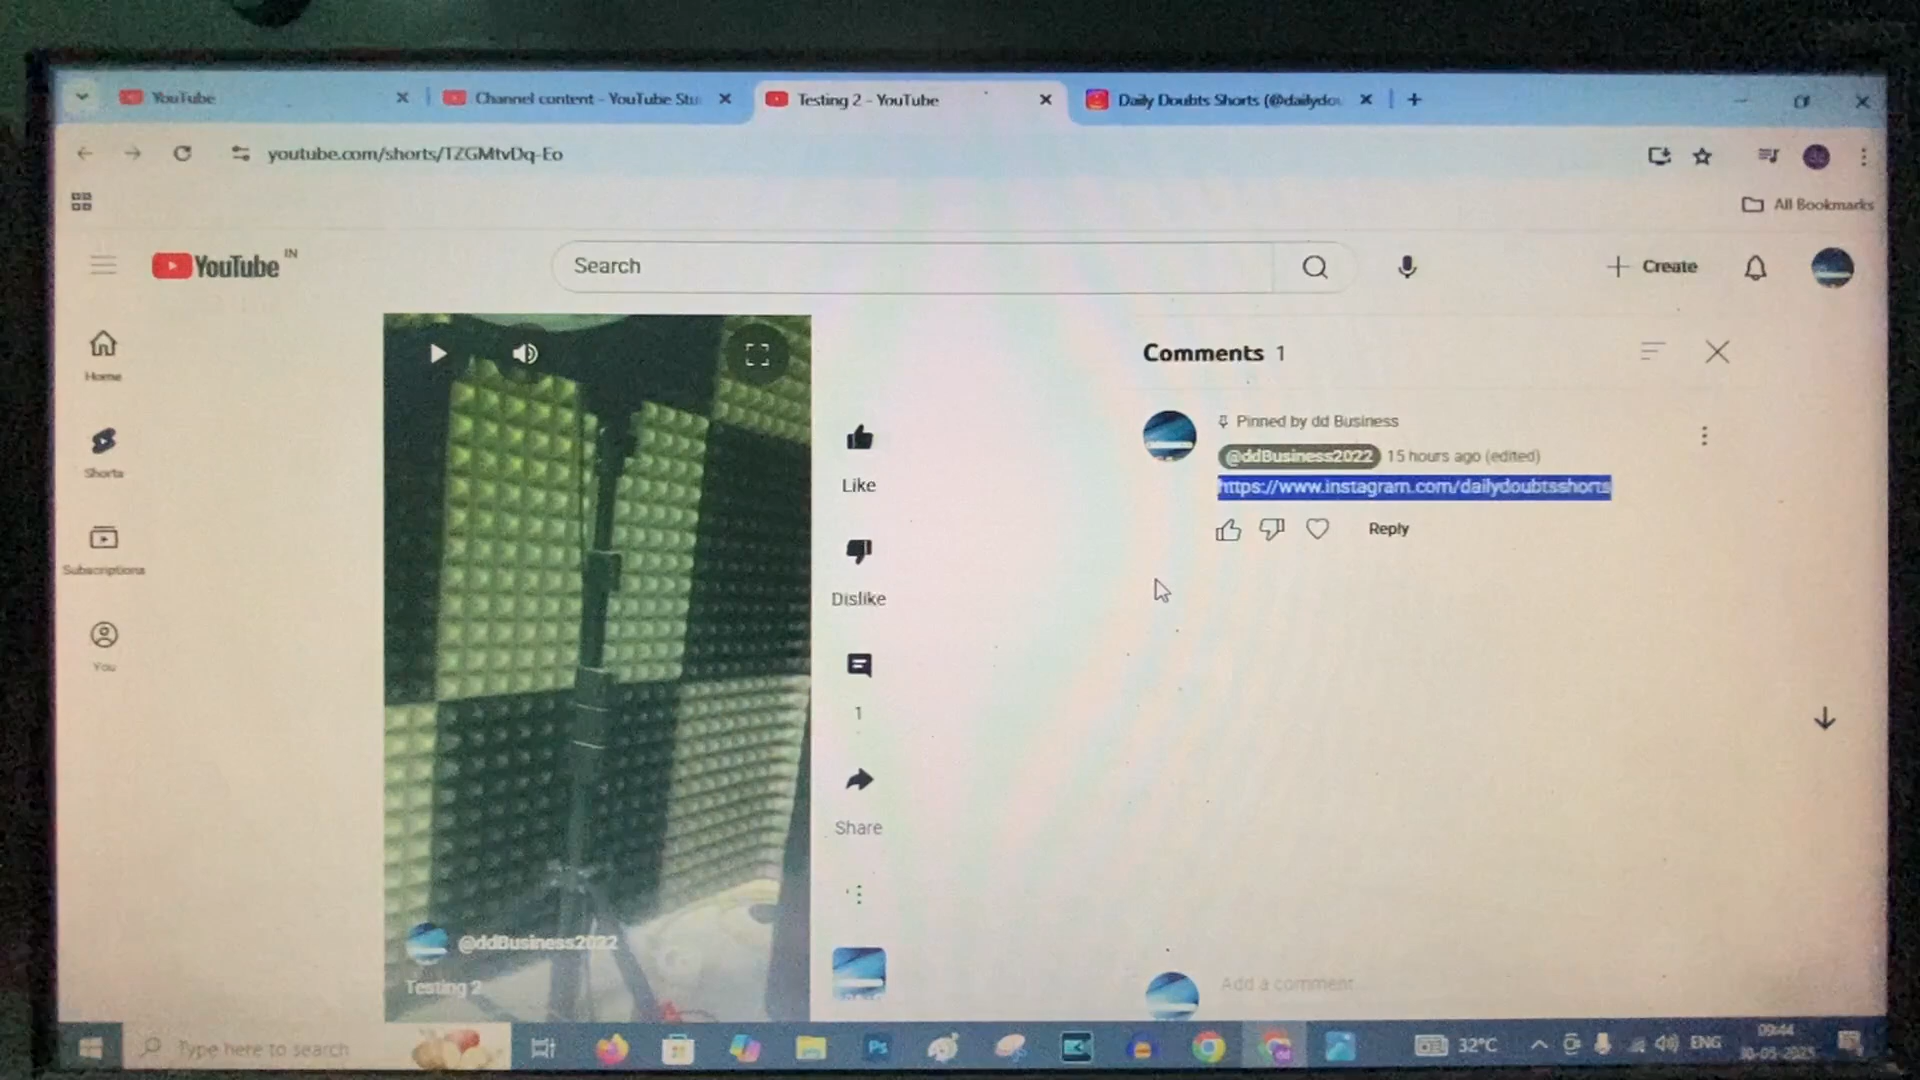 YouTube
Channel content - YouTube Stu
Testing 2 - YouTube
Daily Doubts Shorts (@dailydou
youtube.com/shorts/TZGMtvDq-Eo
All Bookmarks
YouTube IN
Search
Create
Home
Shorts
Subscriptions
You
@ddBusiness2022
Testing 2
Like
Dislike
1
Share
Comments 1
Pinned by dd Business
@ddBusiness2022 15 hours ago (edited)
https://www.instagram.com/dailydoubtsshorts
Reply
Add a comment...
Type here to search
Ps
32°C
ENG
09:44